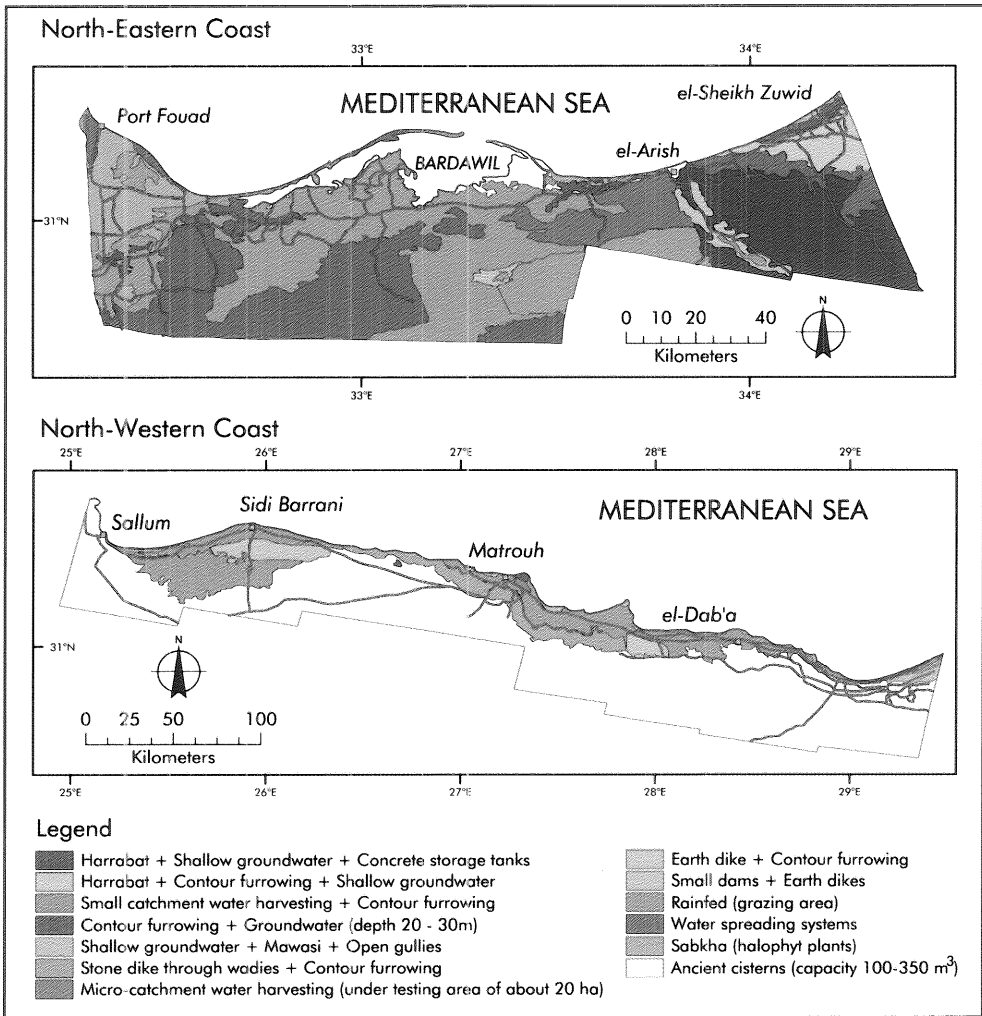 North-Eastern Coast
33°E 34°E
MEDITERRANEAN SEA
Port Fouad
el-Sheikh Zuwid
BARDAWIL
el-Arish
31°N
N
0 10 20 40
Kilometers
33°E 34°E
North-Western Coast
25°E 26°E 27°E 28°E 29°E
Sidi Barrani
MEDITERRANEAN SEA
Sallum
Matrouh
el-Dab'a
31°N
N
0 25 50 100
Kilometers
25°E 26°E 27°E 28°E 29°E
Legend
Harrabat + Shallow groundwater + Concrete storage tanks
Harrabat + Contour furrowing + Shallow groundwater
Small catchment water harvesting + Contour furrowing
Contour furrowing + Groundwater (depth 20 - 30m)
Shallow groundwater + Mawasi + Open gullies
Stone dike through wadies + Contour furrowing
Micro-catchment water harvesting (under testing area of about 20 ha)
Earth dike + Contour furrowing
Small dams + Earth dikes
Rainfed (grazing area)
Water spreading systems
Sabkha (halophyt plants)
Ancient cisterns (capacity 100-350 m³)